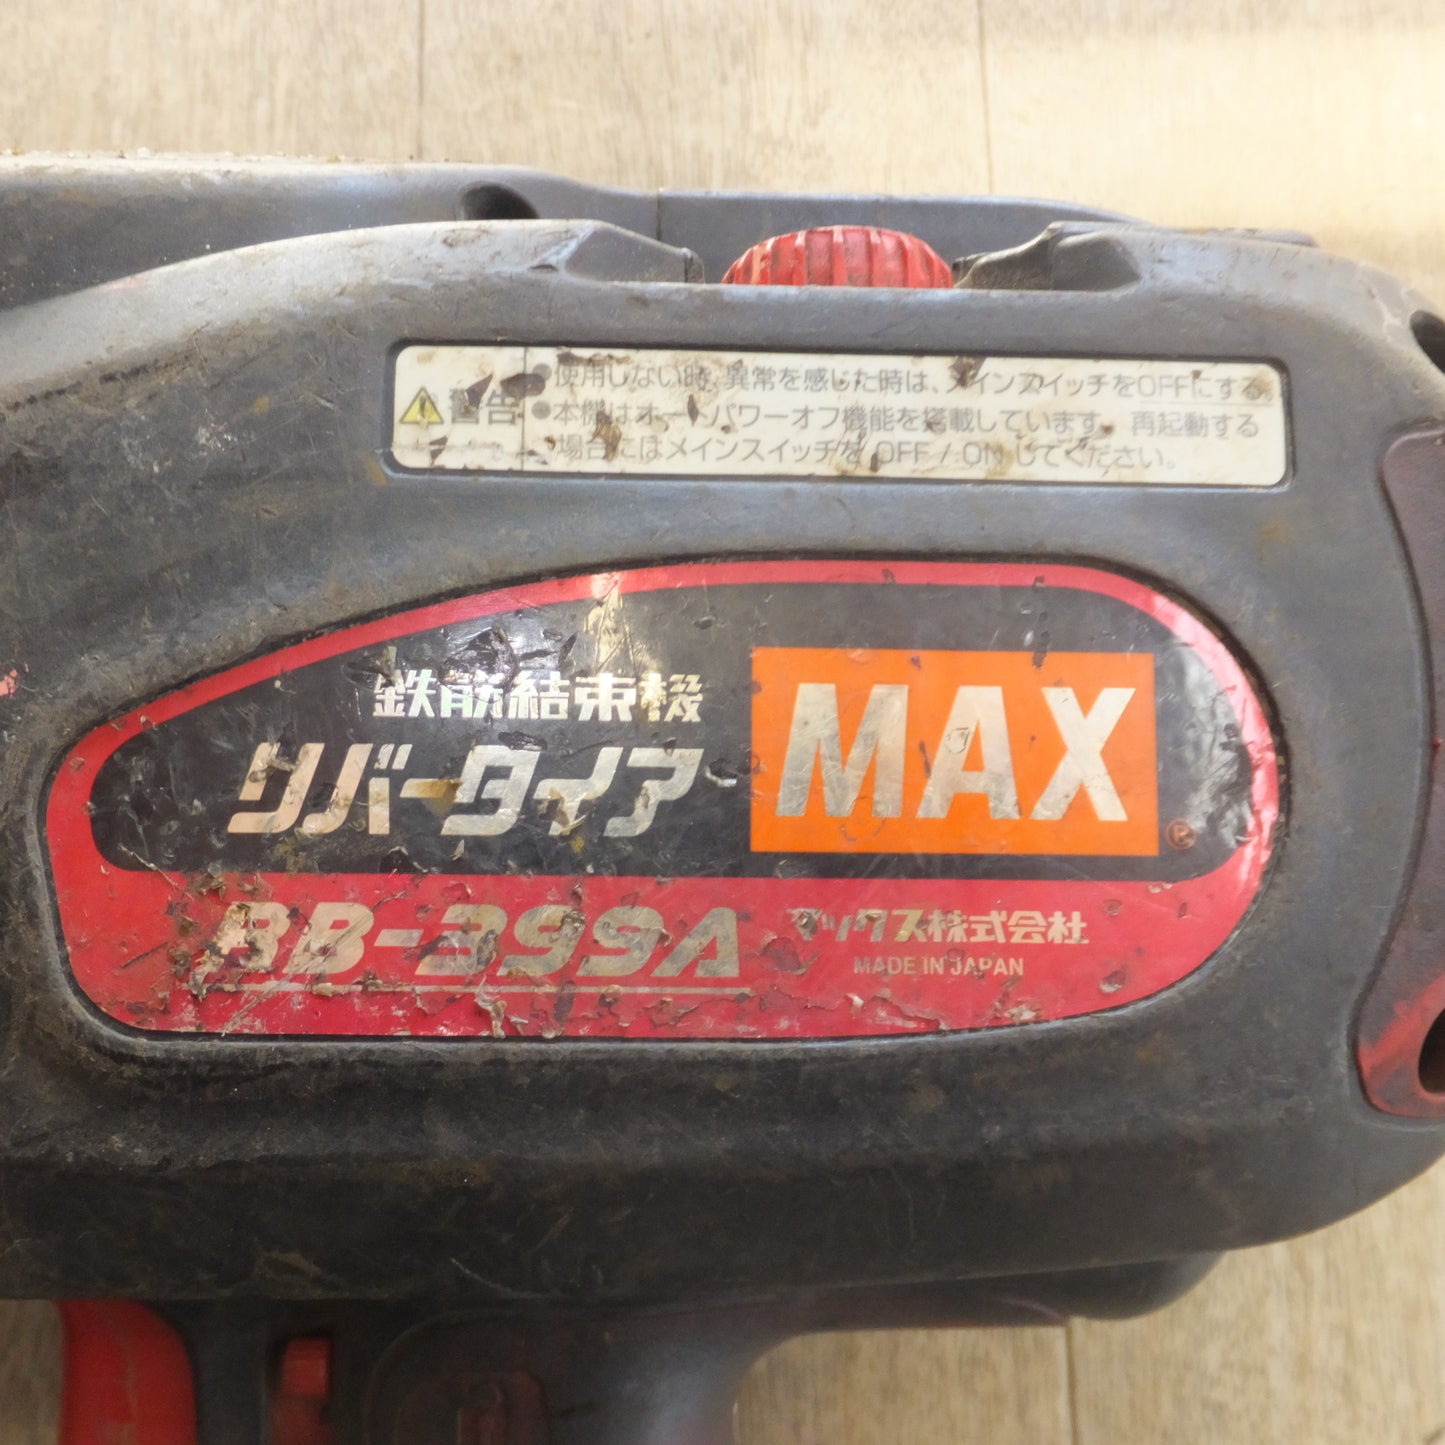 警告
●使用しない時、異常を感じた時は、メインスイッチをOFFにする。
●本機はオートパワーオフ機能を搭載しています。再起動する
場合にはメインスイッチを OFF / ON してください。
鉄筋結束機
リバータイア
MAX
®
RB-399A
マックス株式会社
MADE IN JAPAN